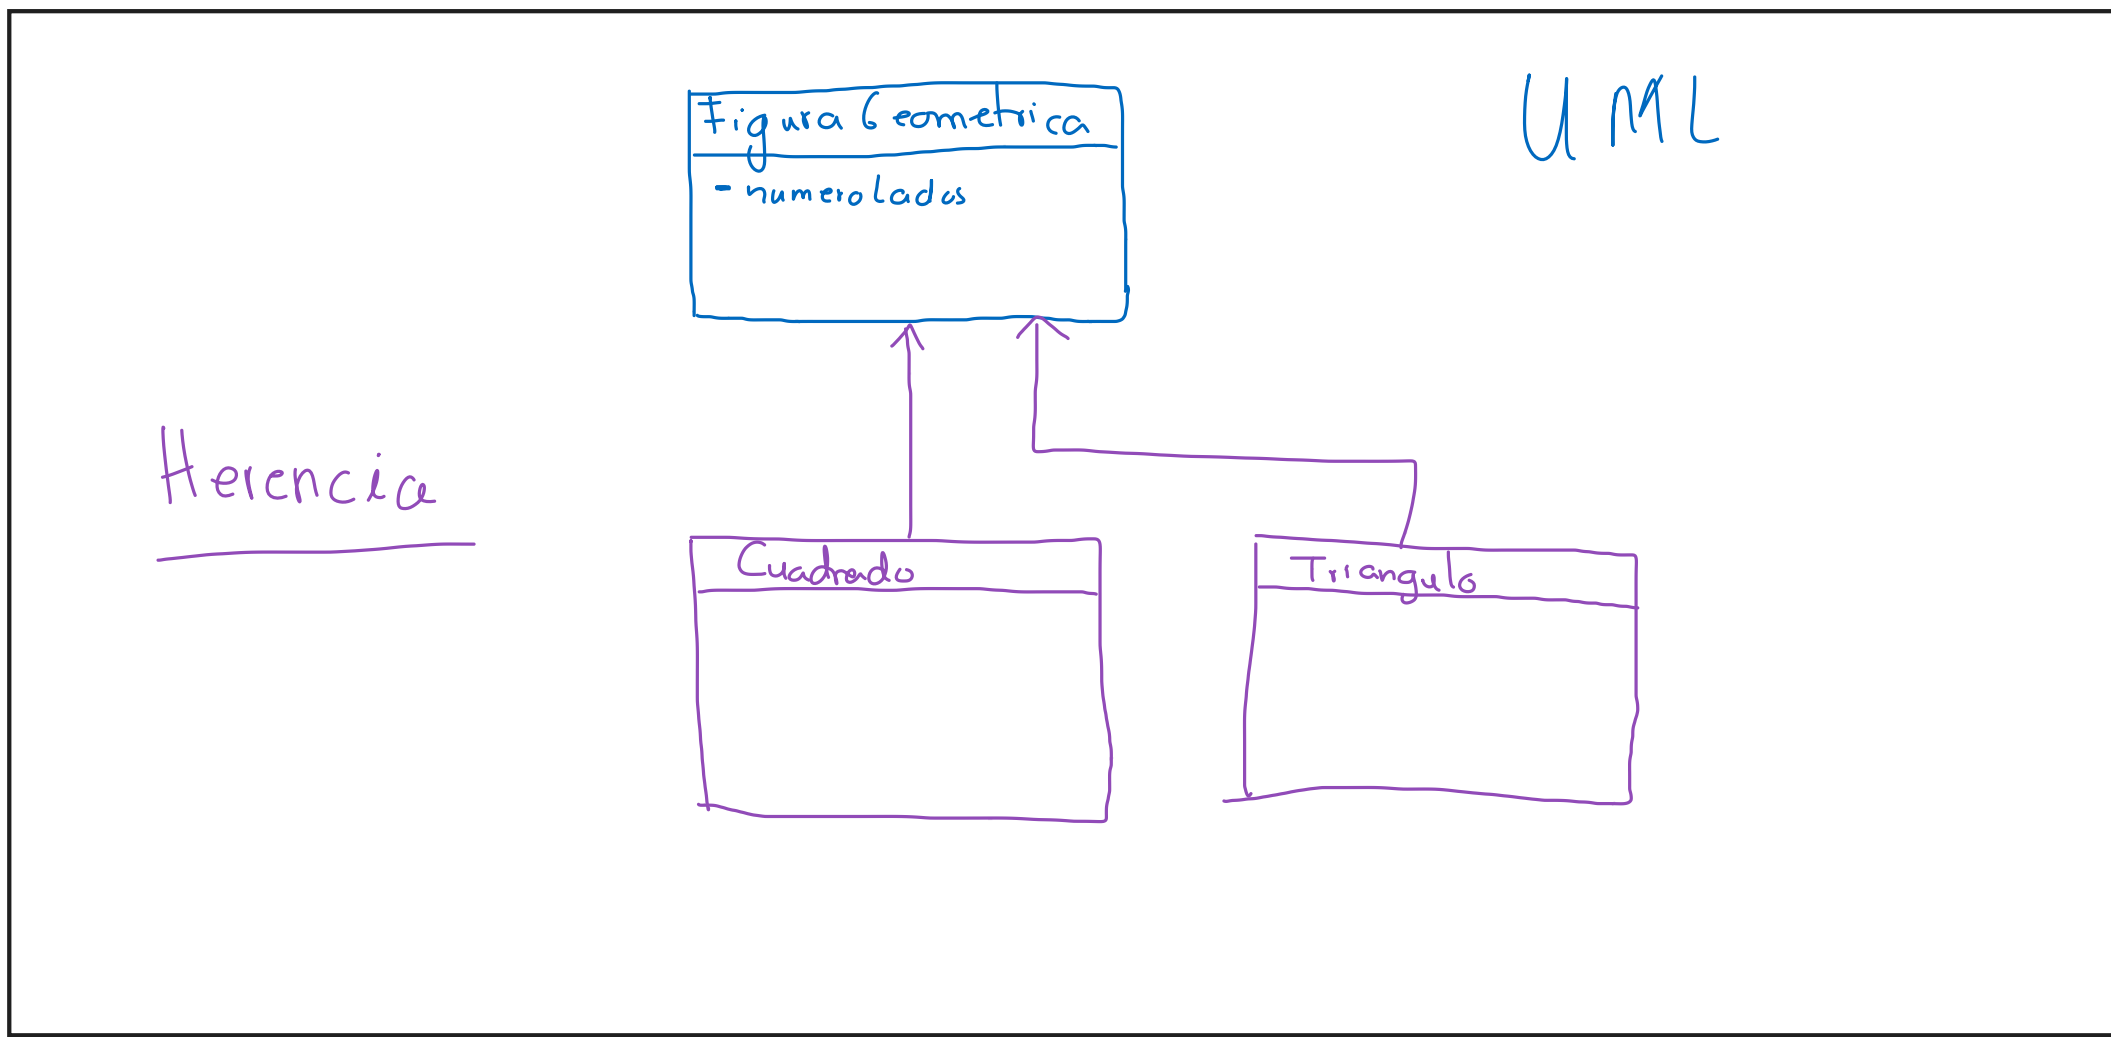 UML
Figura Geometrica
- numerolados
Herencia
Cuadrado
Triangulo